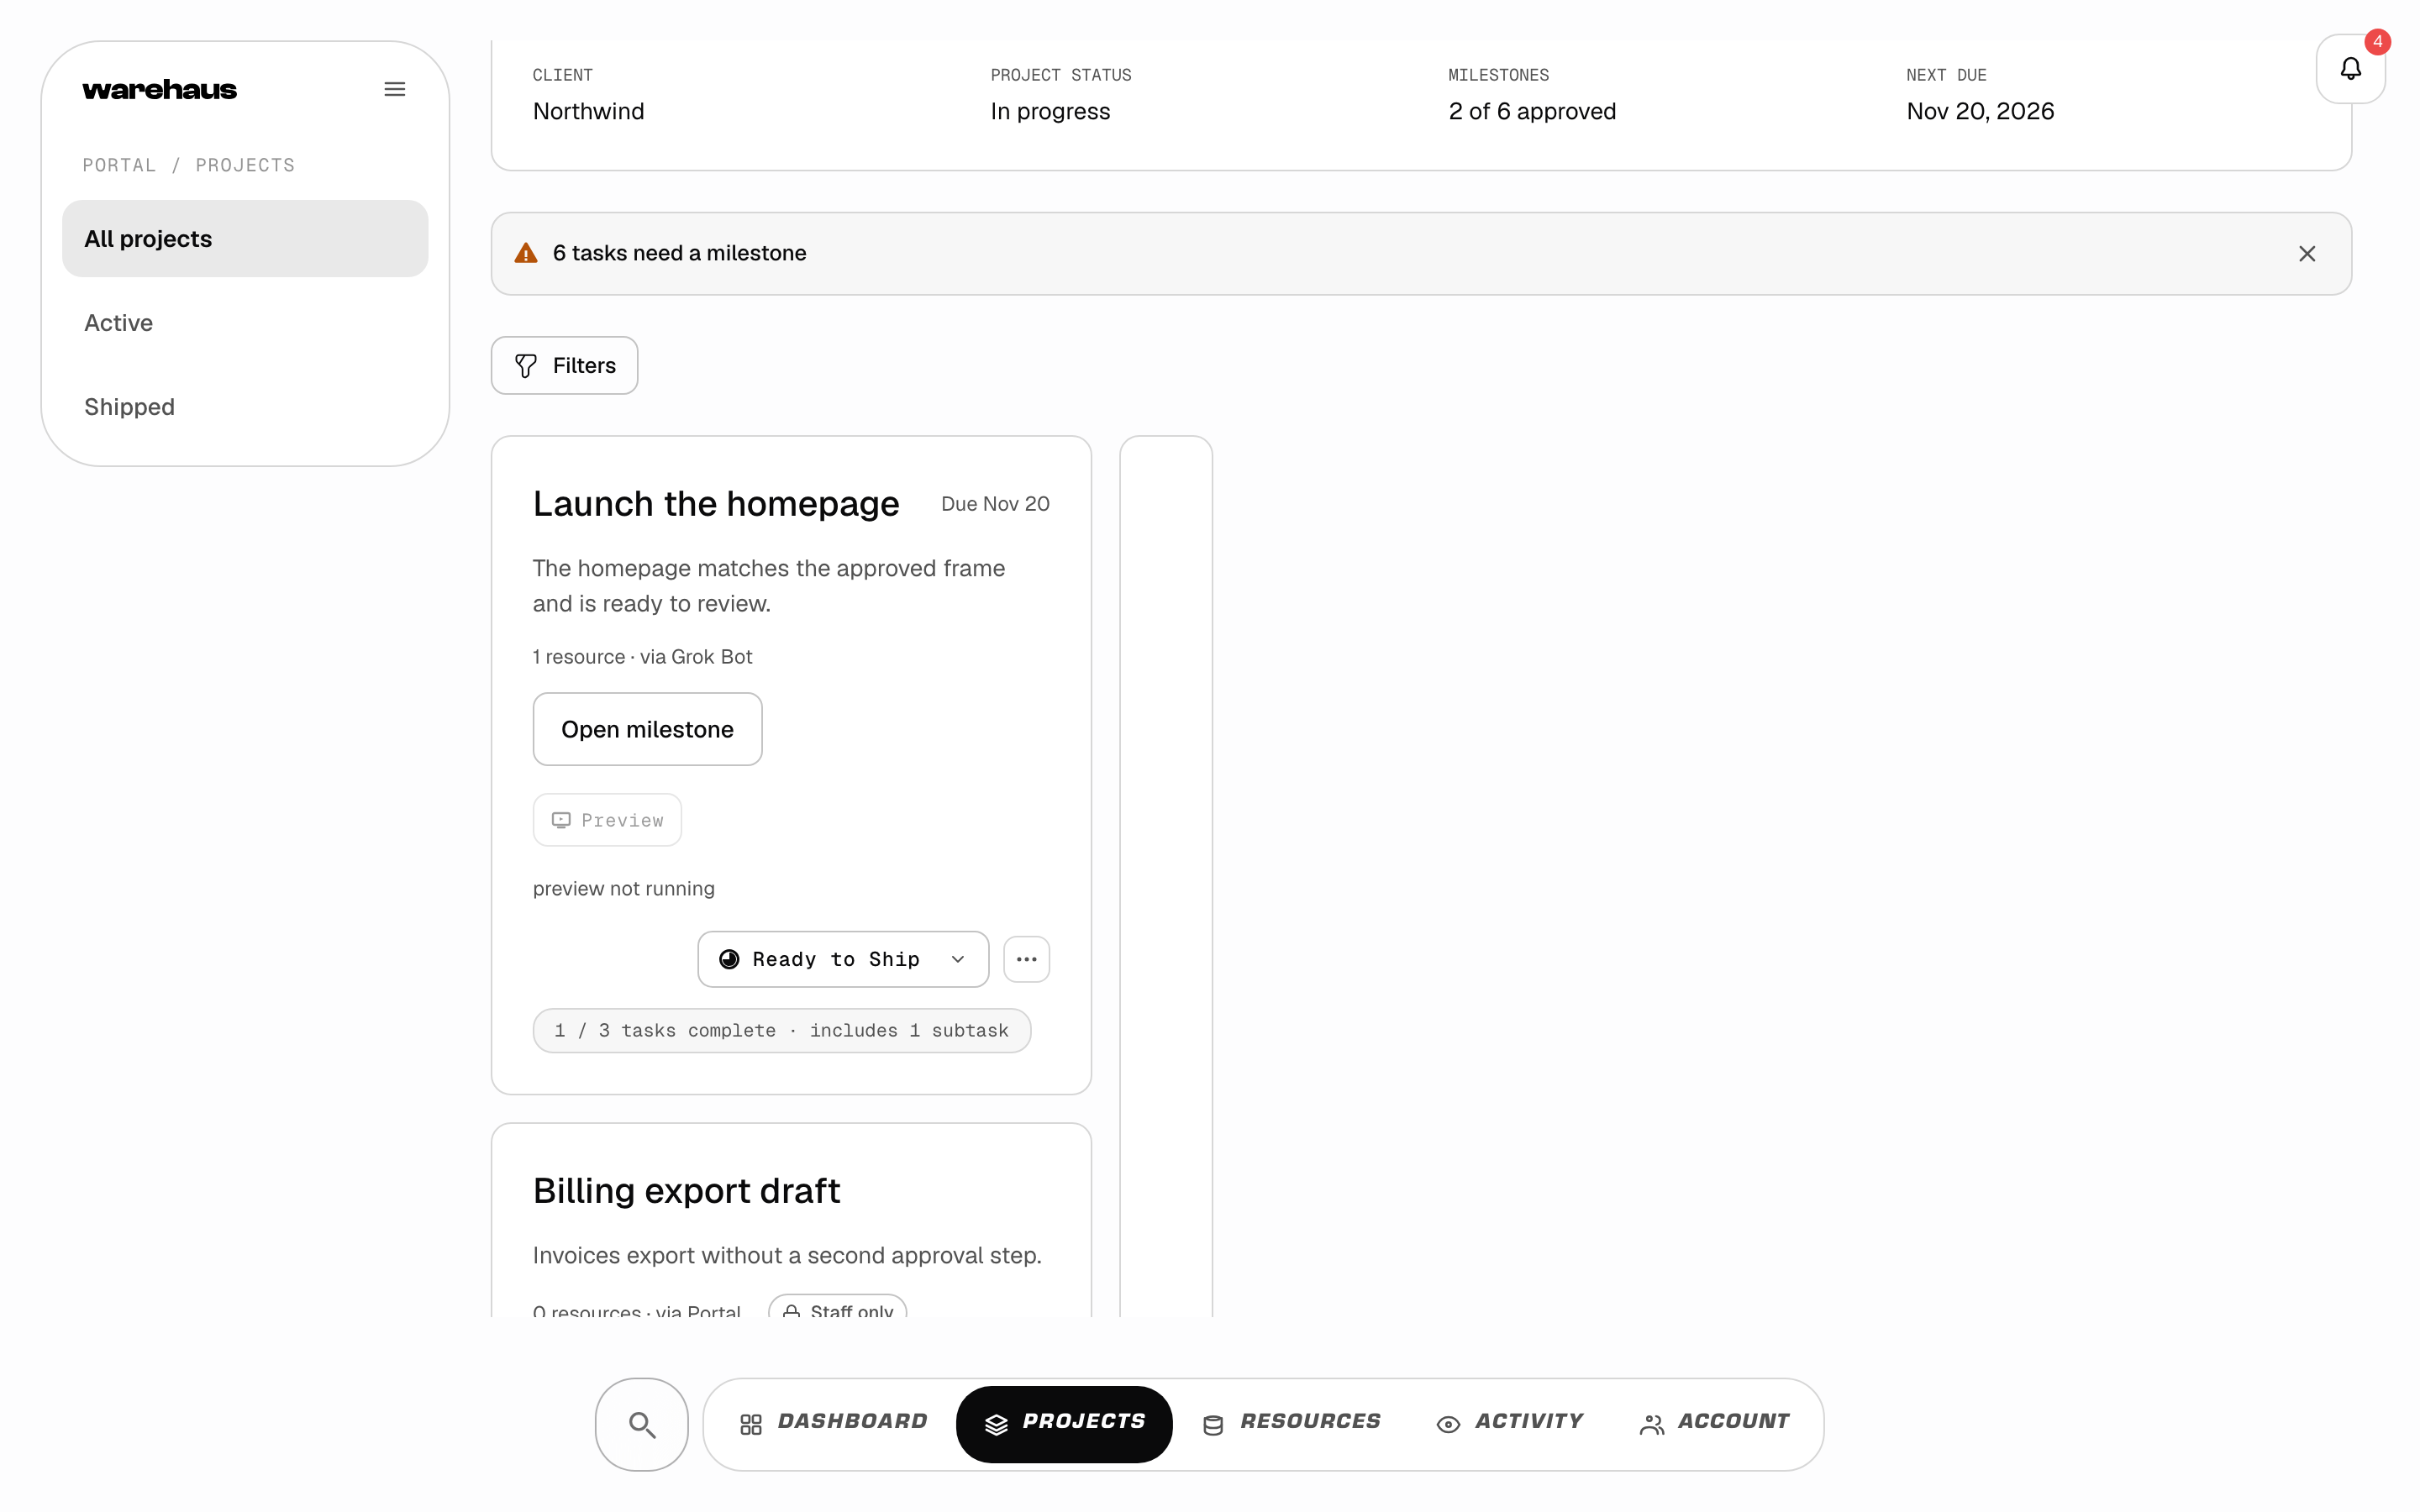 warehaus
PORTAL / PROJECTS
All projects
Active
Shipped
CLIENT
Northwind
PROJECT STATUS
In progress
MILESTONES
2 of 6 approved
NEXT DUE
Nov 20, 2026
4
6 tasks need a milestone
Filters
Launch the homepage
Due Nov 20
The homepage matches the approved frame
and is ready to review.
1 resource · via Grok Bot
Open milestone
Preview
preview not running
Ready to Ship
1 / 3 tasks complete · includes 1 subtask
Billing export draft
Invoices export without a second approval step.
0 resources · via Portal
Staff only
DASHBOARD
PROJECTS
RESOURCES
ACTIVITY
ACCOUNT